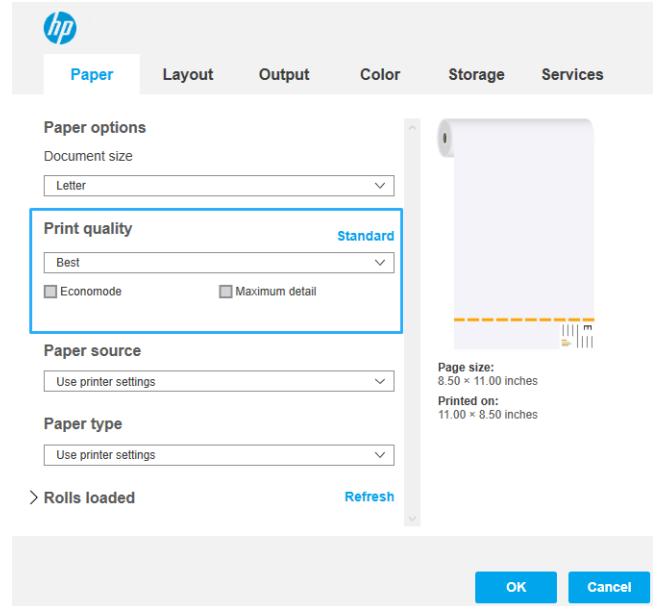 hp
Paper Layout Output Color Storage Services
Paper options
Document size
Letter
Print quality
Standard
Best
Economode Maximum detail
Paper source
Use printer settings
Paper type
Use printer settings
Rolls loaded Refresh
Page size:
8.50 × 11.00 inches
Printed on:
11.00 × 8.50 inches
OK Cancel